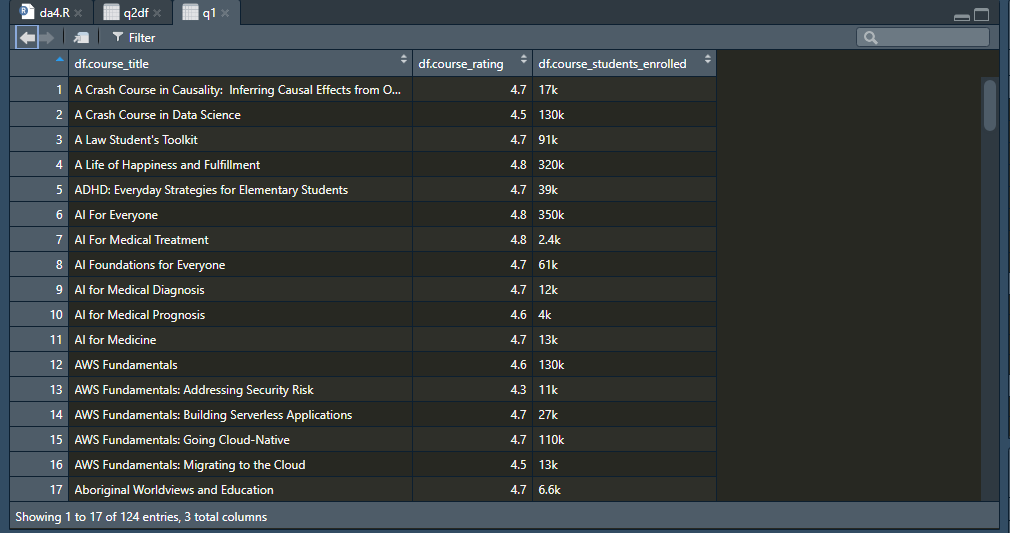 da4.R q2df q1
Filter
df.course_title df.course_rating df.course_students_enrolled
1 A Crash Course in Causality: Inferring Causal Effects from O... 4.7 17k
2 A Crash Course in Data Science 4.5 130k
3 A Law Student's Toolkit 4.7 91k
4 A Life of Happiness and Fulfillment 4.8 320k
5 ADHD: Everyday Strategies for Elementary Students 4.7 39k
6 AI For Everyone 4.8 350k
7 AI For Medical Treatment 4.8 2.4k
8 AI Foundations for Everyone 4.7 61k
9 AI for Medical Diagnosis 4.7 12k
10 AI for Medical Prognosis 4.6 4k
11 AI for Medicine 4.7 13k
12 AWS Fundamentals 4.6 130k
13 AWS Fundamentals: Addressing Security Risk 4.3 11k
14 AWS Fundamentals: Building Serverless Applications 4.7 27k
15 AWS Fundamentals: Going Cloud-Native 4.7 110k
16 AWS Fundamentals: Migrating to the Cloud 4.5 13k
17 Aboriginal Worldviews and Education 4.7 6.6k
Showing 1 to 17 of 124 entries, 3 total columns